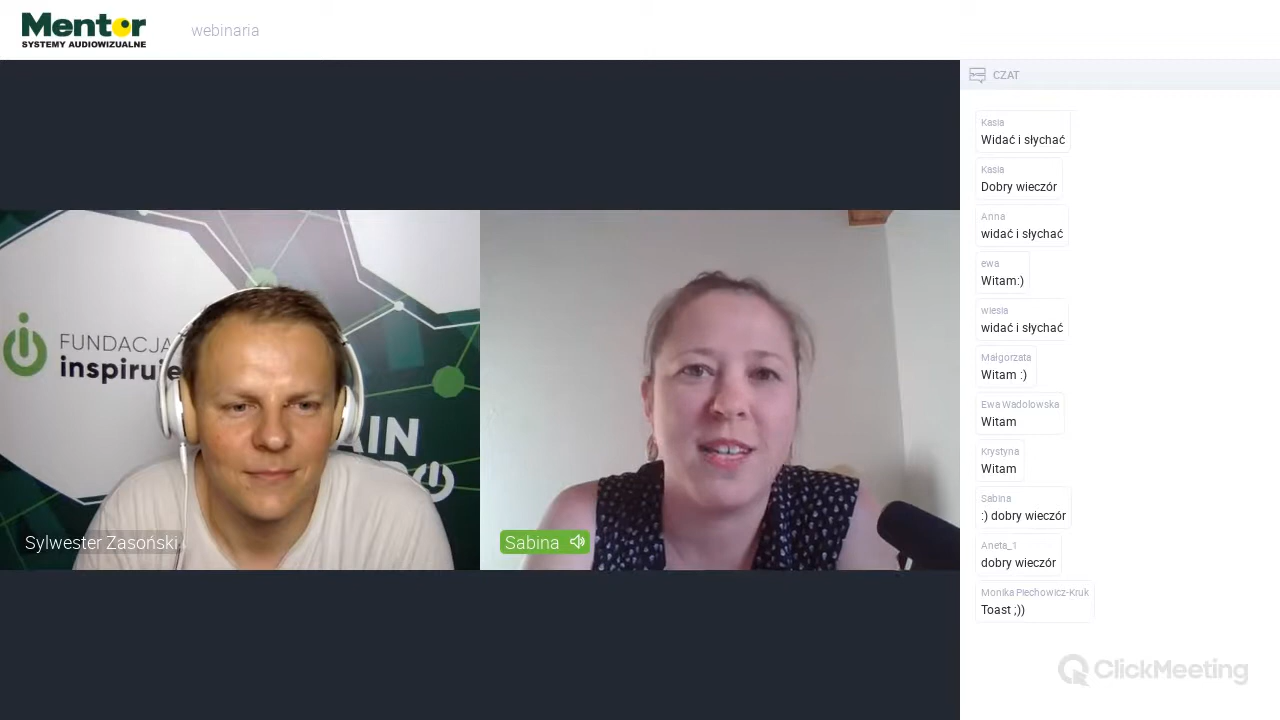 Mentor
SYSTEMY AUDIOWIZUALNE
webinaria
CZAT
Kasia
Widać i słychać
Kasia
Dobry wieczór
Anna
widać i słychać
ewa
Witam:)
wiesia
widać i słychać
Małgorzata
Witam :)
Ewa Wadolowska
Witam
Krystyna
Witam
Sabina
:) dobry wieczór
Aneta_1
dobry wieczór
Monika Piechowicz-Kruk
Toast ;))
FUNDACJA
inspiruje
AIN
Sylwester Zasoński
Sabina
ClickMeeting